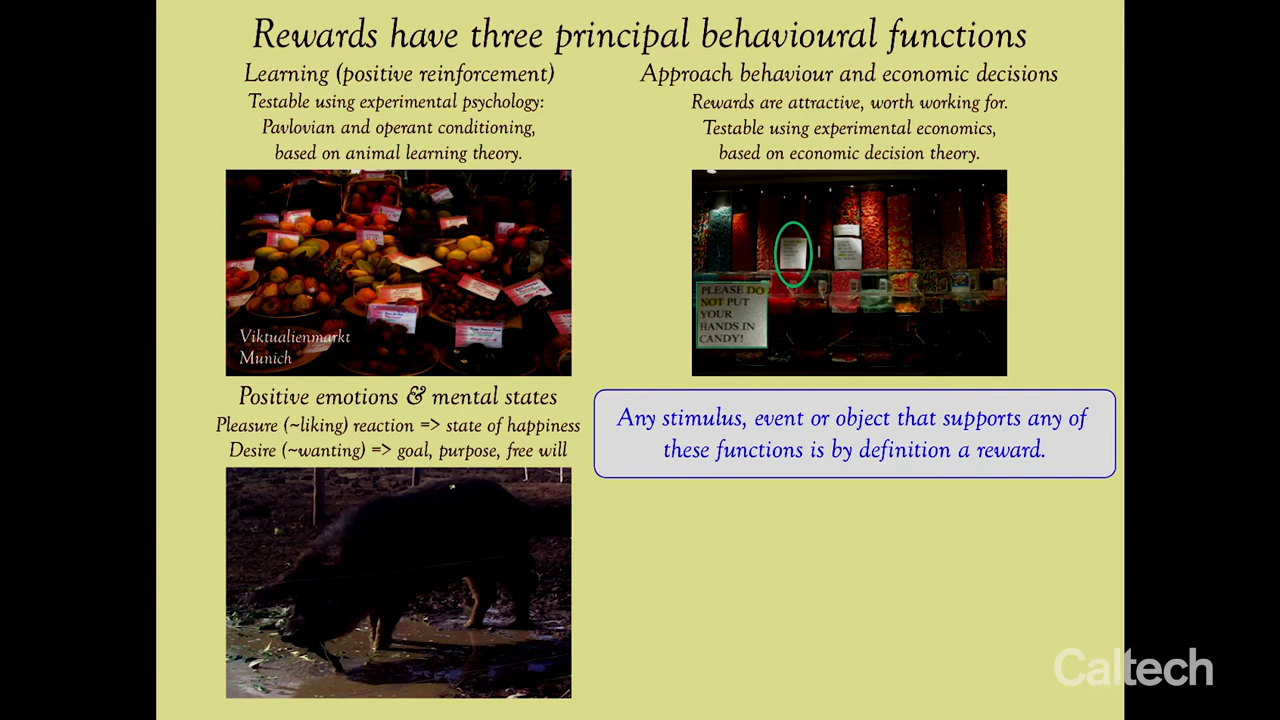 Rewards have three principal behavioural functions
Learning (positive reinforcement)
Testable using experimental psychology:
Pavlovian and operant conditioning,
based on animal learning theory.
Viktualienmarkt
Munich
Approach behaviour and economic decisions
Rewards are attractive, worth working for.
Testable using experimental economics,
based on economic decision theory.
PLEASE DO
NOT PUT
YOUR
HANDS IN
CANDY!
Positive emotions & mental states
Pleasure (~liking) reaction => state of happiness
Desire (~wanting) => goal, purpose, free will
Any stimulus, event or object that supports any of
these functions is by definition a reward.
Caltech